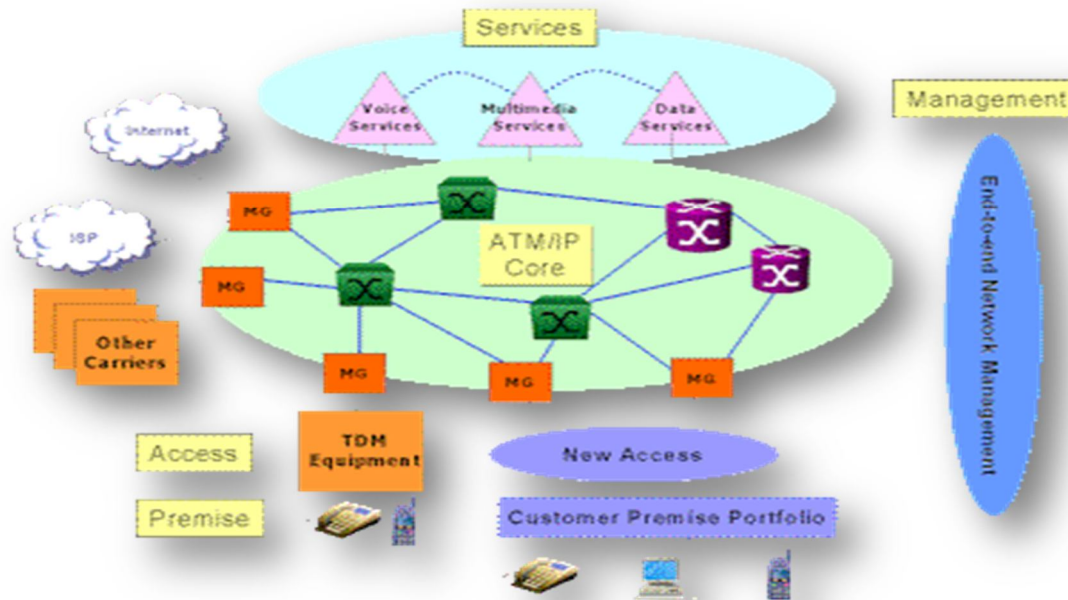 Services
Voice
Services
Multimedia
Services
Data
Services
Management
Internet
ISP
MG
MG
ATM/IP
Core
Other
Carriers
MG
MG
MG
End-to-end Network Management
Access
TDM
Equipment
New Access
Premise
Customer Premise Portfolio